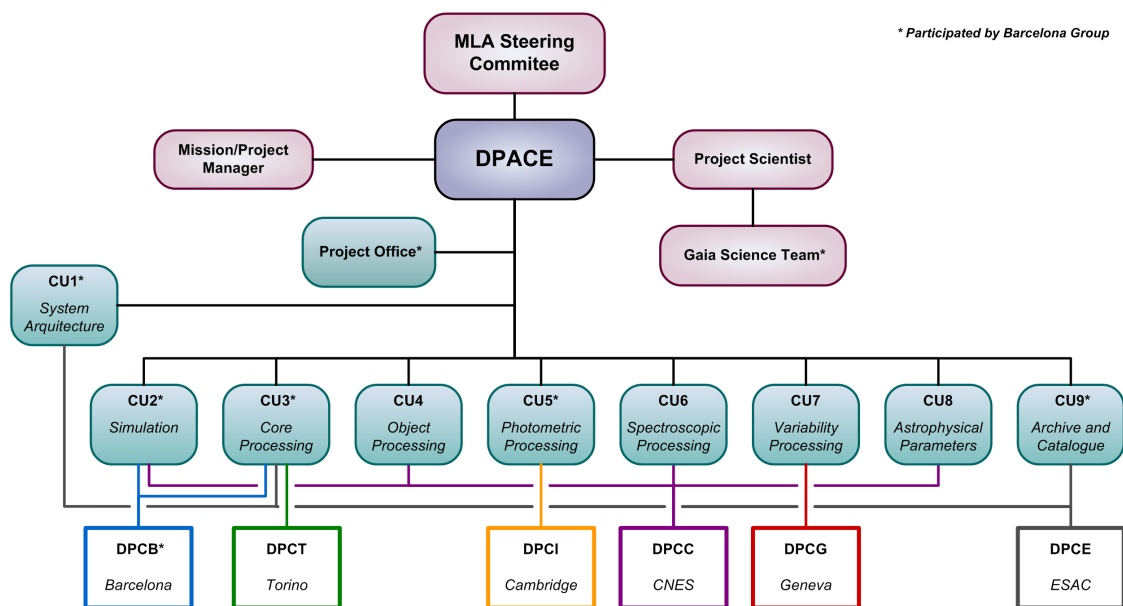 MLA Steering
Commitee
* Participated by Barcelona Group
Mission/Project
Manager
DPACE
Project Scientist
Project Office*
Gaia Science Team*
CU1*
System
Arquitecture
CU2*
Simulation
CU3*
Core
Processing
CU4
Object
Processing
CU5*
Photometric
Processing
CU6
Spectroscopic
Processing
CU7
Variability
Processing
CU8
Astrophysical
Parameters
CU9*
Archive and
Catalogue
DPCB*
Barcelona
DPCT
Torino
DPCI
Cambridge
DPCC
CNES
DPCG
Geneva
DPCE
ESAC